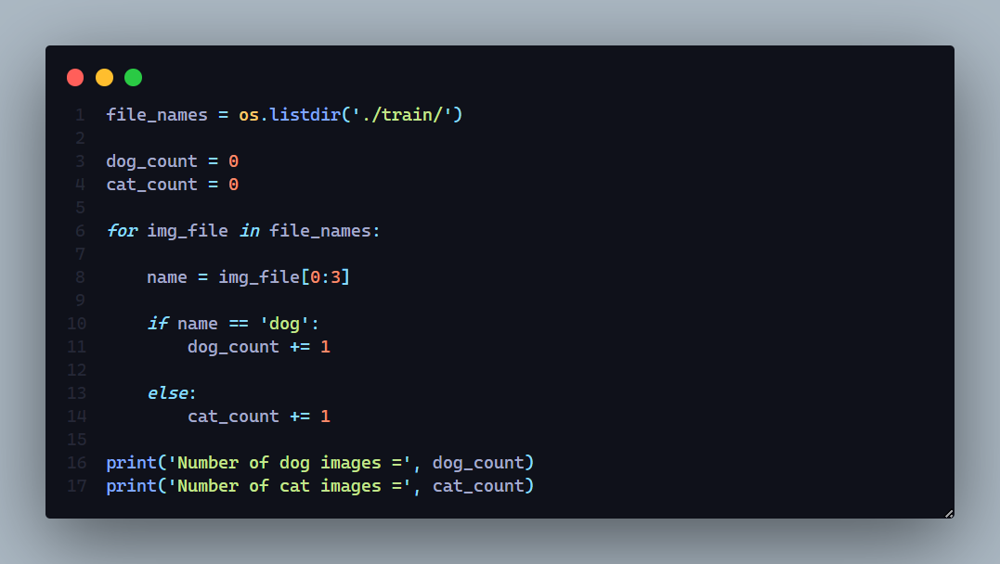 1 file_names = os.listdir('./train/')
2
3 dog_count = 0
4 cat_count = 0
5
6 for img_file in file_names:
7
8     name = img_file[0:3]
9
10     if name == 'dog':
11         dog_count += 1
12
13     else:
14         cat_count += 1
15
16 print('Number of dog images =', dog_count)
17 print('Number of cat images =', cat_count)